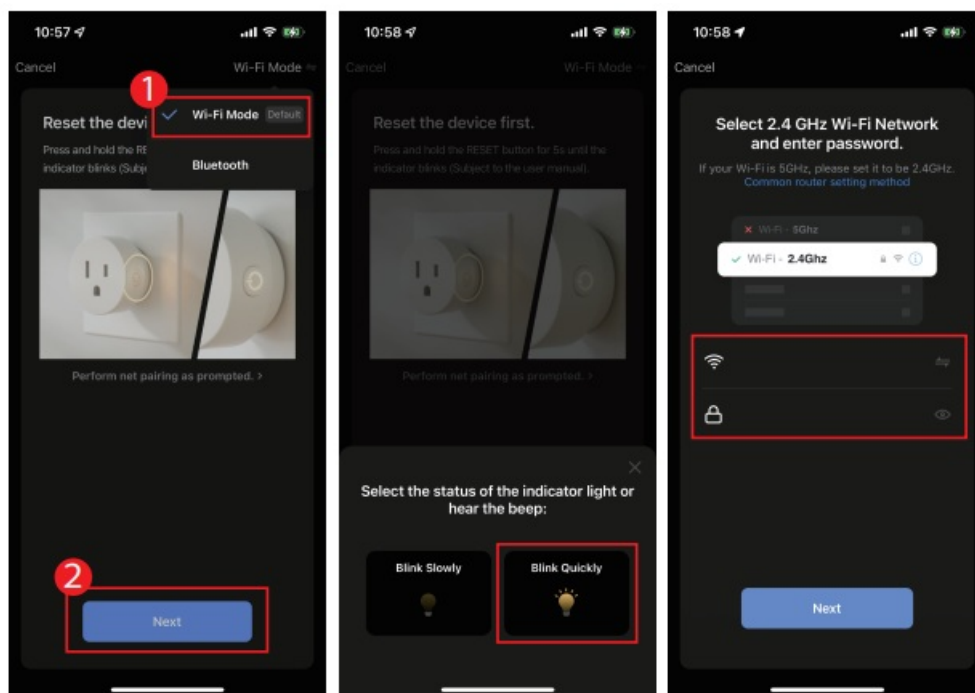 10:57
Cancel
Wi-Fi Mode
1
Wi-Fi Mode Default
Bluetooth
Reset the devi
Press and hold the RE
indicator blinks (Subje
Perform net pairing as prompted. >
2
Next
10:58
Cancel
Wi-Fi Mode
Reset the device first.
Press and hold the RESET button for 5s until the
indicator blinks (Subject to the user manual).
Perform net pairing as prompted. >
Select the status of the indicator light or
hear the beep:
Blink Slowly
Blink Quickly
10:58
Cancel
Select 2.4 GHz Wi-Fi Network
and enter password.
If your Wi-Fi is 5GHz, please set it to be 2.4GHz.
Common router setting method
Wi-Fi - 5Ghz
Wi-Fi - 2.4Ghz
Next